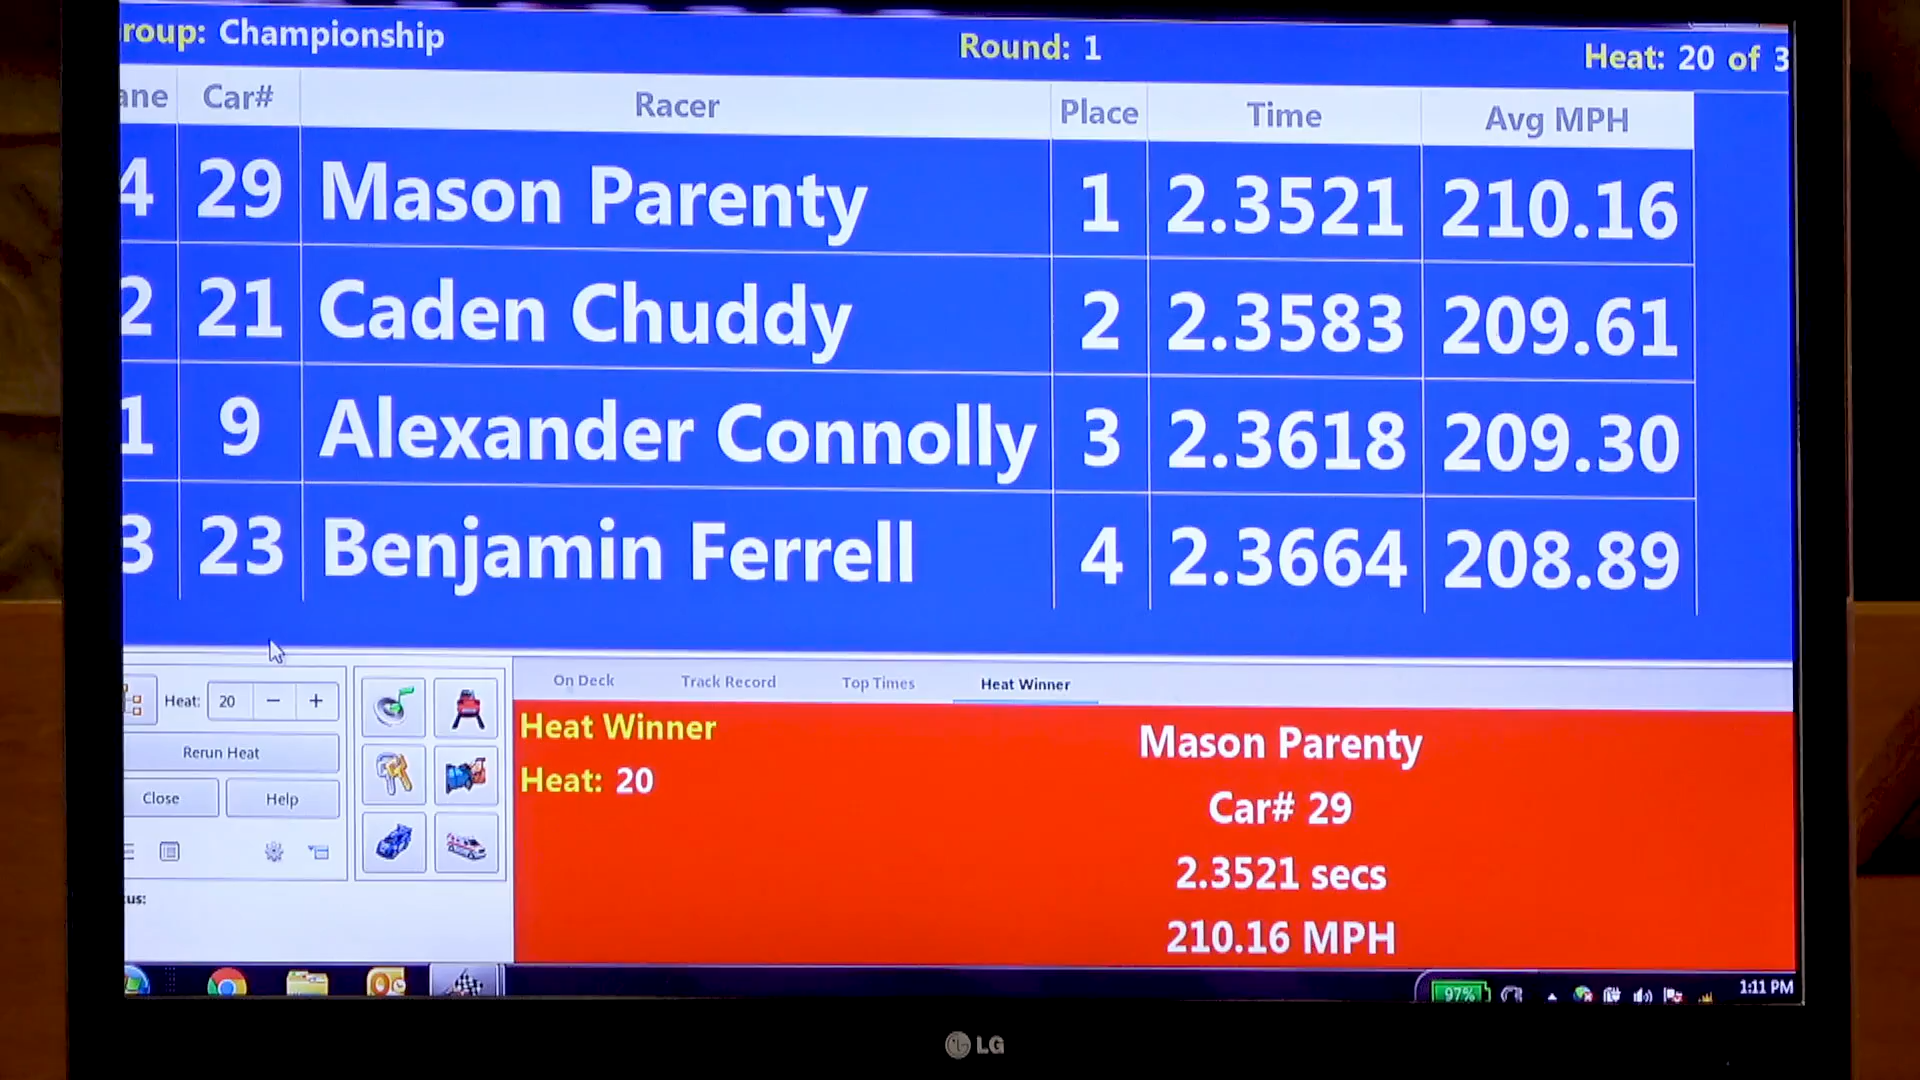 roup: Championship Round: 1 Heat: 20 of 3
ane Car# Racer Place Time Avg MPH
4 29 Mason Parenty 1 2.3521 210.16
2 21 Caden Chuddy 2 2.3583 209.61
1 9 Alexander Connolly 3 2.3618 209.30
3 23 Benjamin Ferrell 4 2.3664 208.89
Heat: 20 − +
Rerun Heat
Close Help
us:
On Deck Track Record Top Times Heat Winner
Heat Winner
Heat: 20
Mason Parenty
Car# 29
2.3521 secs
210.16 MPH
97% 1:11 PM
LG